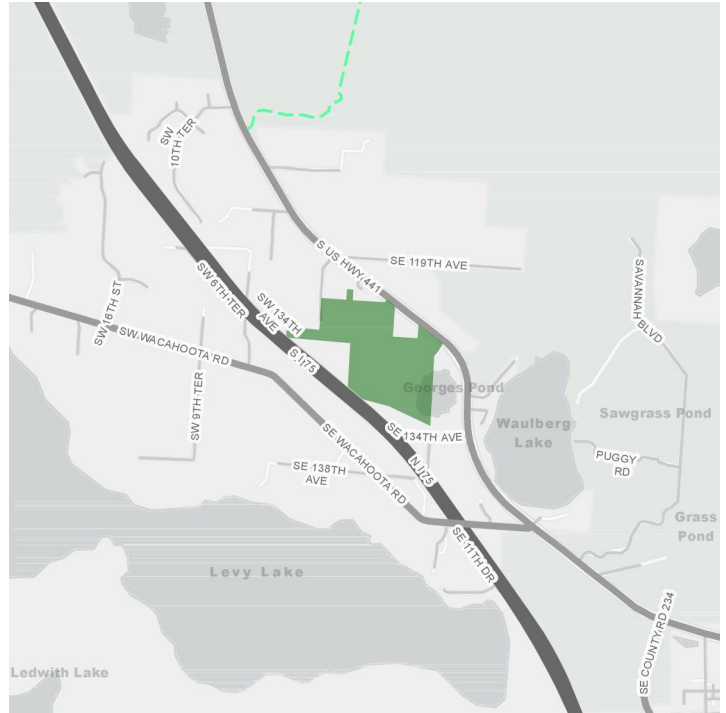 SW
10TH TER
S US HWY 441
SE 119TH AVE
SAVANNAH
BLVD
SW 6TH TER
SW 16TH ST
SW 134TH
AVE
SW WACAHOOTA RD
S I 75
SW 9TH TER
Georges Pond
Sawgrass Pond
Waulberg
Lake
SE 134TH AVE
SE WACAHOOTA RD
N I 75
PUGGY
RD
SE 138TH
AVE
Grass
Pond
SE 11TH DR
Levy Lake
SE COUNTY RD 234
Ledwith Lake